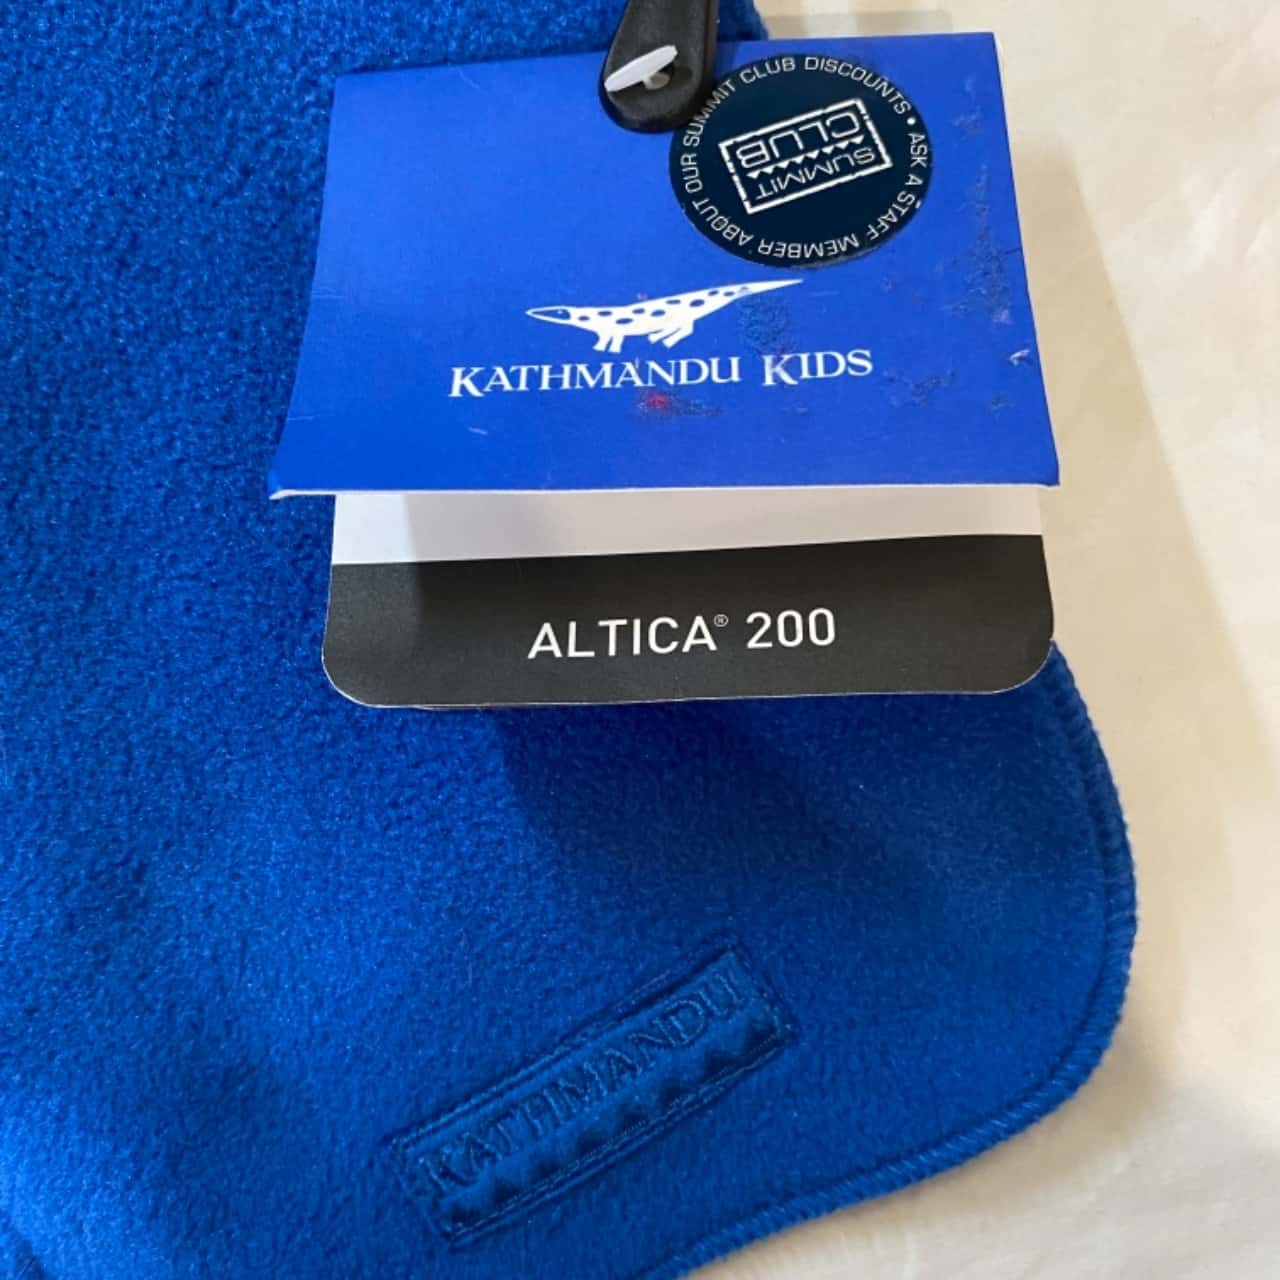 ASK A STAFF MEMBER ABOUT OUR SUMMIT CLUB DISCOUNTS •
SUMMIT
CLUB
KATHMANDU KIDS
ALTICA® 200
KATHMANDU